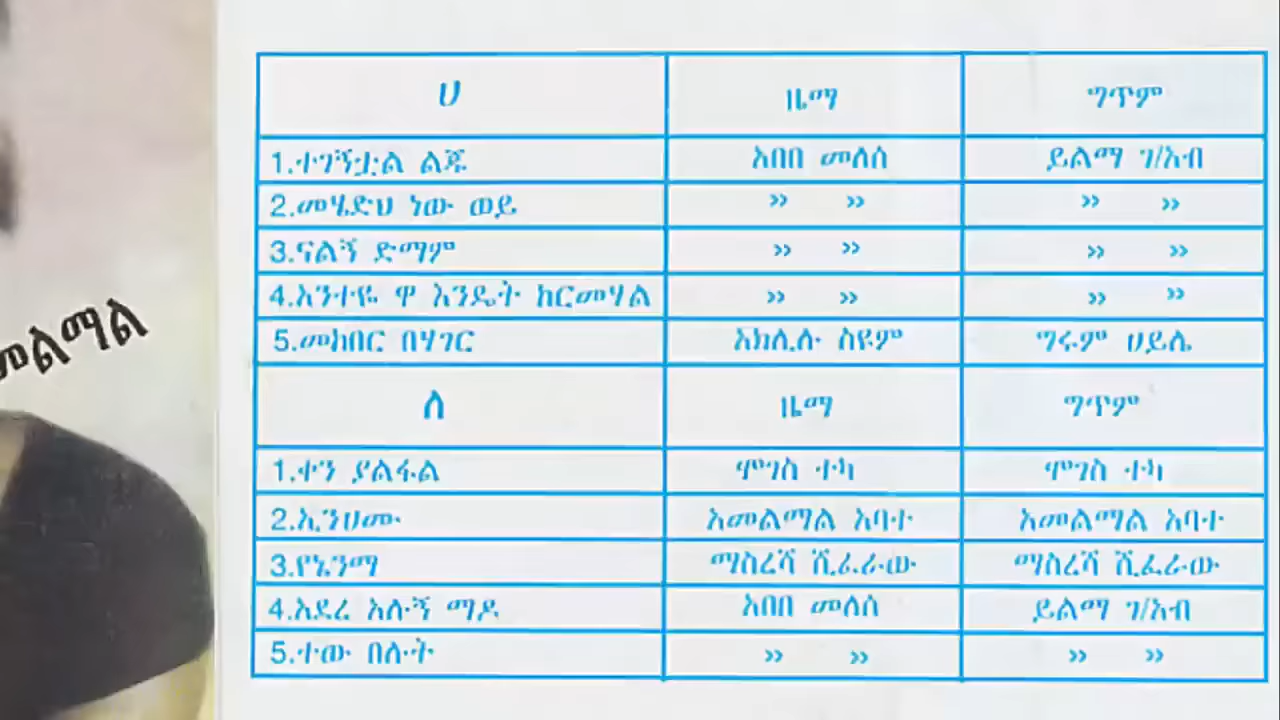 መልማል
ሀ ዜማ ግጥም
1.ተገኝቷል ልጁ አበበ መለሰ ይልማ ገ/አብ
2.መሄድህ ነው ወይ » » » »
3.ናልኝ ድማም » » » »
4.አንተዬ ዋ እንዴት ከርመሃል » » » »
5.መከበር በሃገር አክሊሉ ስዩም ግሩም ሀይሌ
ለ ዜማ ግጥም
1.ቀን ያልፋል ሞገስ ተካ ሞገስ ተካ
2.ኢንህሙ አመልማል አባተ አመልማል አባተ
3.የኔንማ ማስረሻ ሺፈራው ማስረሻ ሺፈራው
4.አደረ አሉኝ ማዶ አበበ መለሰ ይልማ ገ/አብ
5.ተው በሉት » » » »